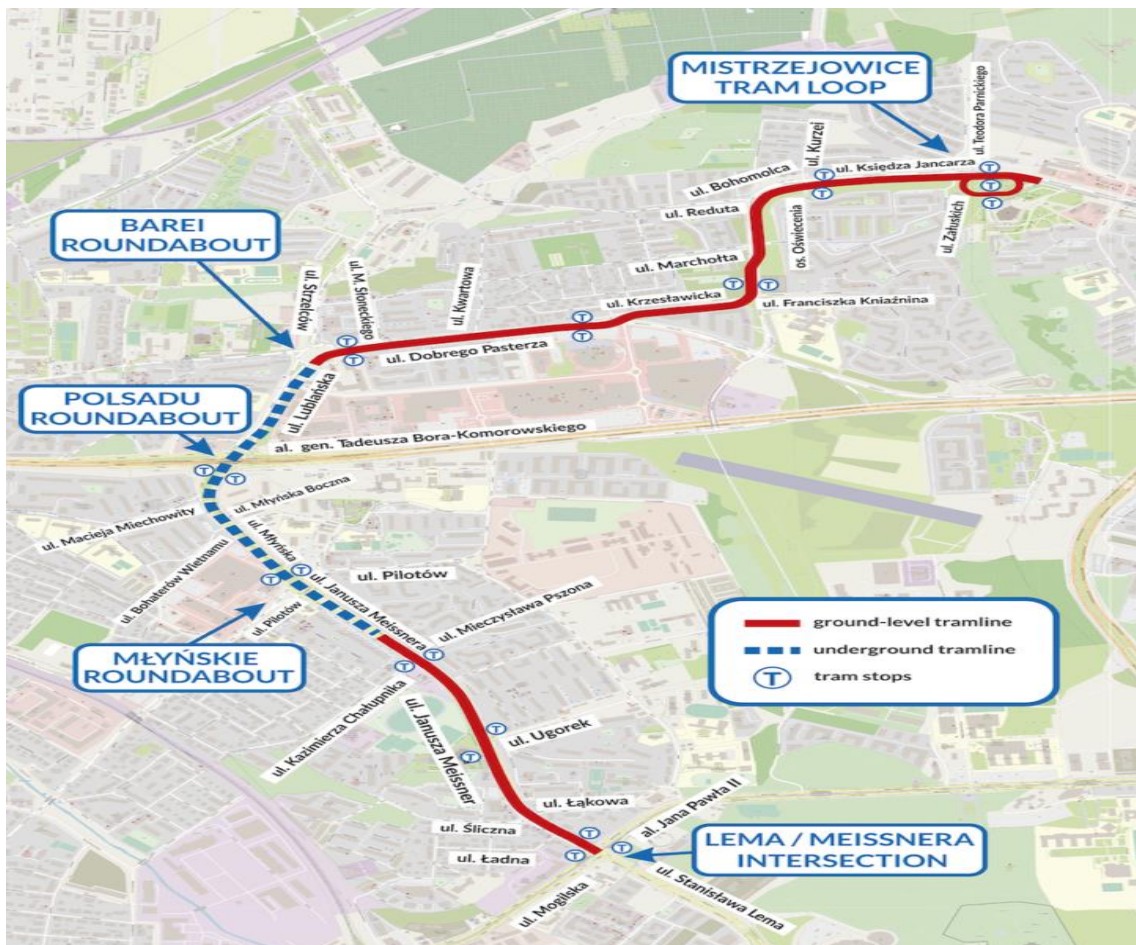 MISTRZEJOWICE
TRAM LOOP
ul. Teodora Parnickiego
ul. Kurzei
ul. Księdza Jancarza
ul. Bohomolca
ul. Reduta
os. Oświecenia
ul. Załuskich
BAREI
ROUNDABOUT
ul. Marchołta
ul. Strzelców
ul. M. Słoneckiego
ul. Kwartowa
ul. Krzesławicka
ul. Franciszka Kniaźnina
ul. Dobrego Pasterza
ul. Lublańska
POLSADU
ROUNDABOUT
al. gen. Tadeusza Bora-Komorowskiego
ul. Młyńska Boczna
ul. Macieja Miechowity
ul. Młyńska
ul. Bohaterów Wietnamu
ul. Pilotów
ul. Janusza Meissnera
ul. Pilotów
ul. Mieczysława Pszona
MŁYŃSKIE
ROUNDABOUT
ground-level tramline
underground tramline
T tram stops
ul. Kazimierza Chałupnika
ul. Janusza Meissner
ul. Ugorek
ul. Łąkowa
al. Jana Pawła II
ul. Śliczna
ul. Ładna
LEMA / MEISSNERA
INTERSECTION
ul. Mogilska
ul. Stanisława Lema